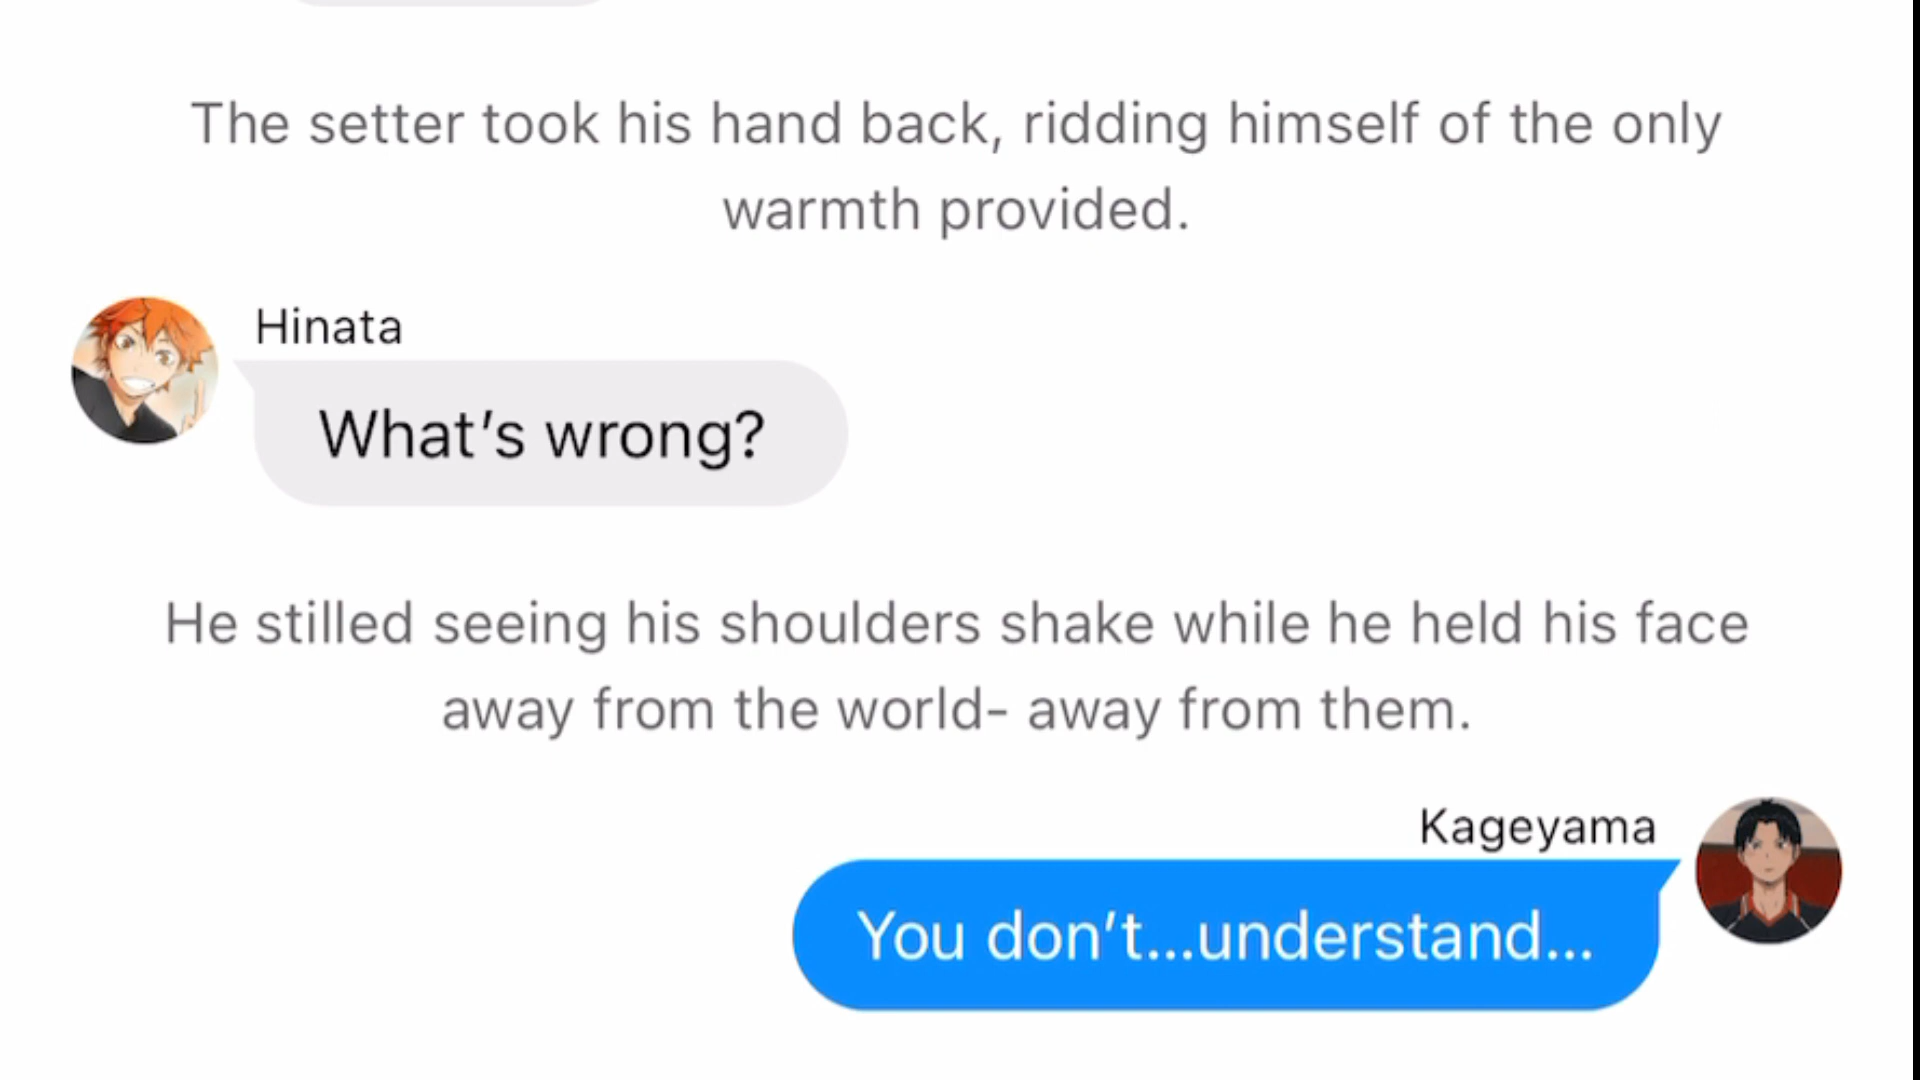 The setter took his hand back, ridding himself of the only
warmth provided.
Hinata
What's wrong?
He stilled seeing his shoulders shake while he held his face
away from the world- away from them.
Kageyama
You don't...understand...